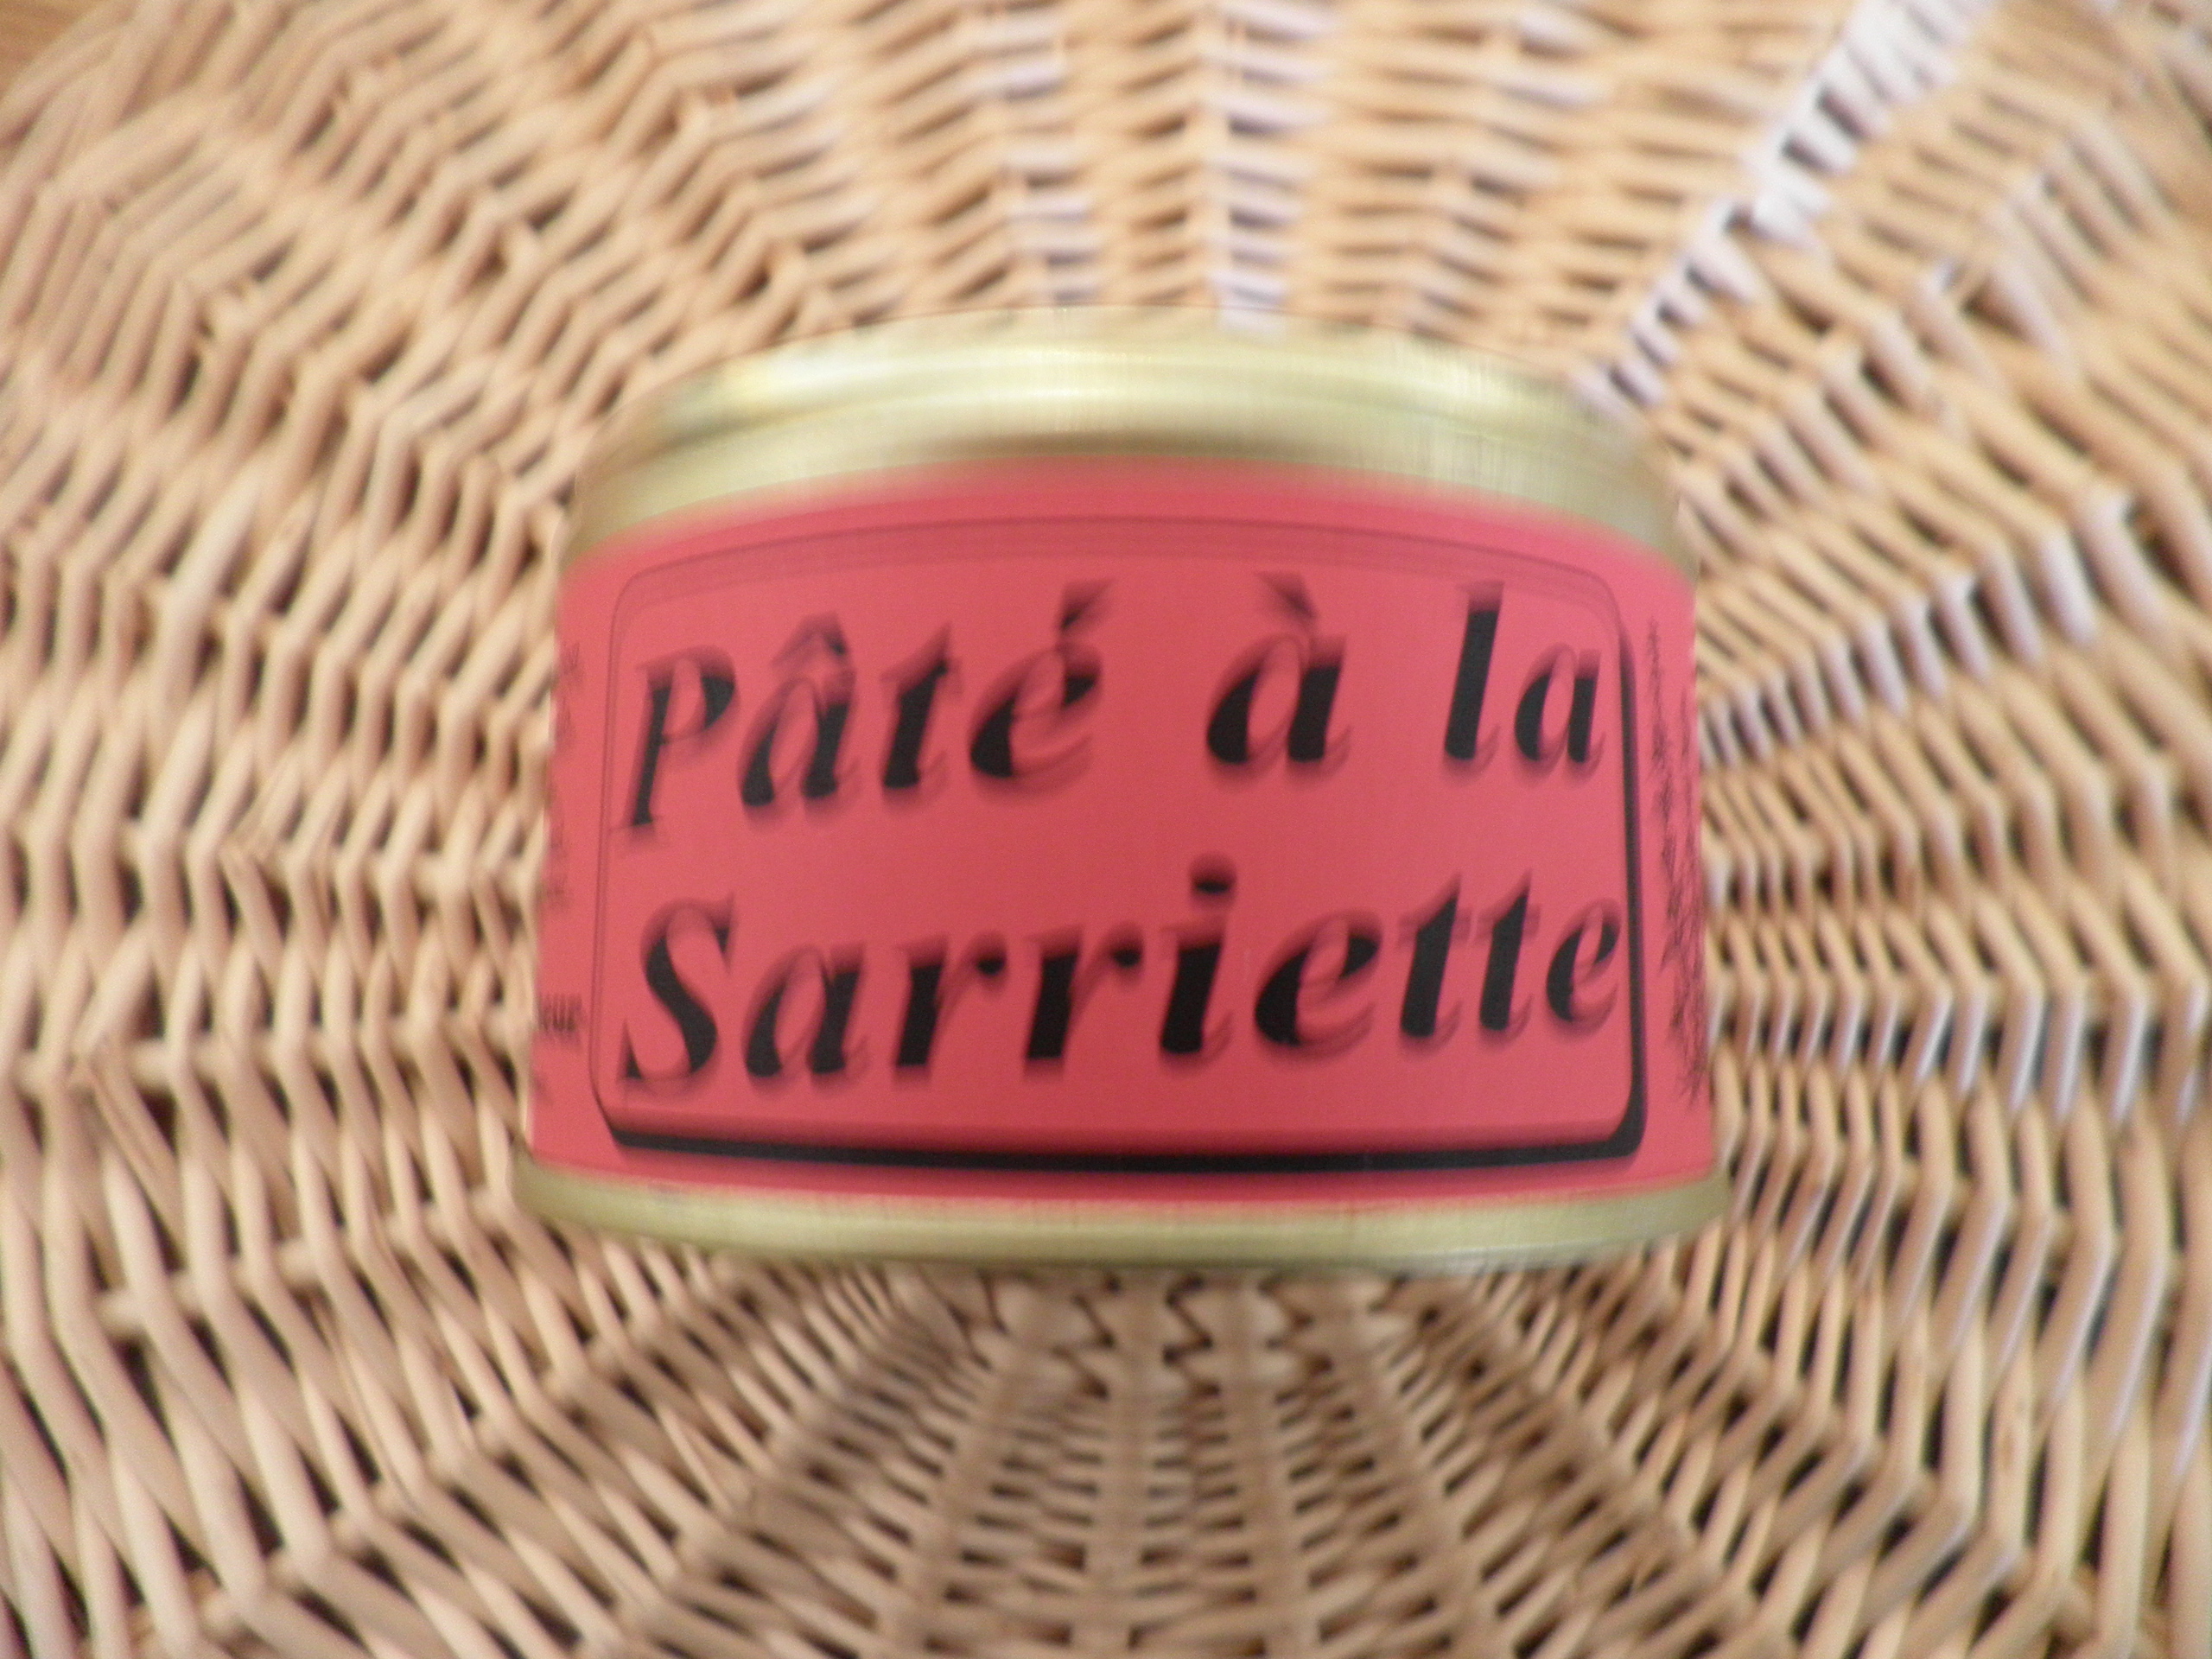 Pâté à la
Sarriette